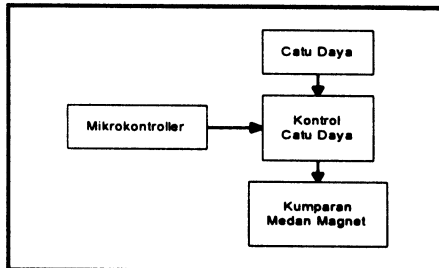 Catu Daya
Mikrokontroller
Kontrol
Catu Daya
Kumparan
Medan Magnet